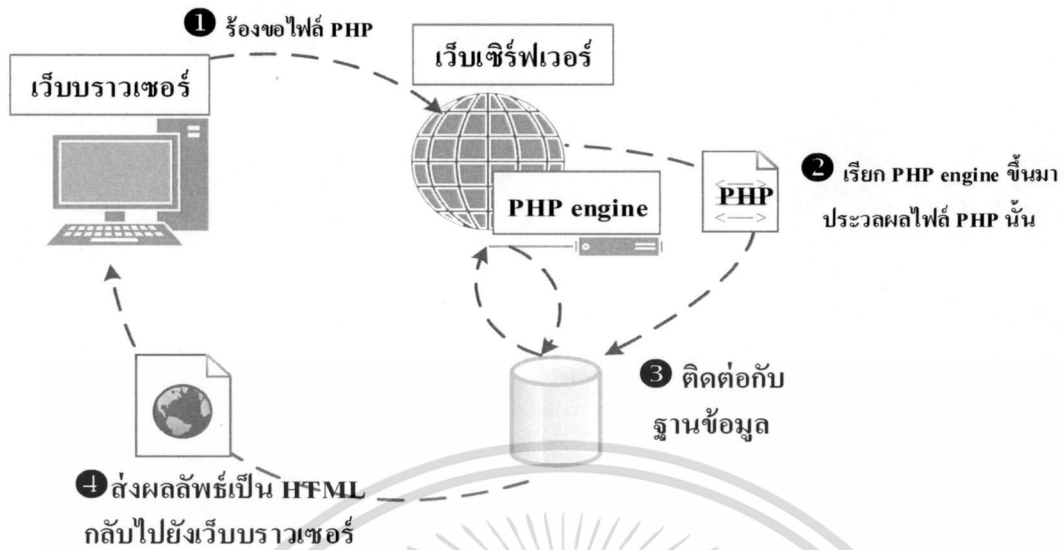 ❶ ร้องขอไฟล์ PHP
เว็บบราวเซอร์
เว็บเซิร์ฟเวอร์
PHP engine
PHP
❷ เรียก PHP engine ขึ้นมา
ประวลผลไฟล์ PHP นั้น
❸ ติดต่อกับ
ฐานข้อมูล
❹ ส่งผลลัพธ์เป็น HTML
กลับไปยังเว็บบราวเซอร์